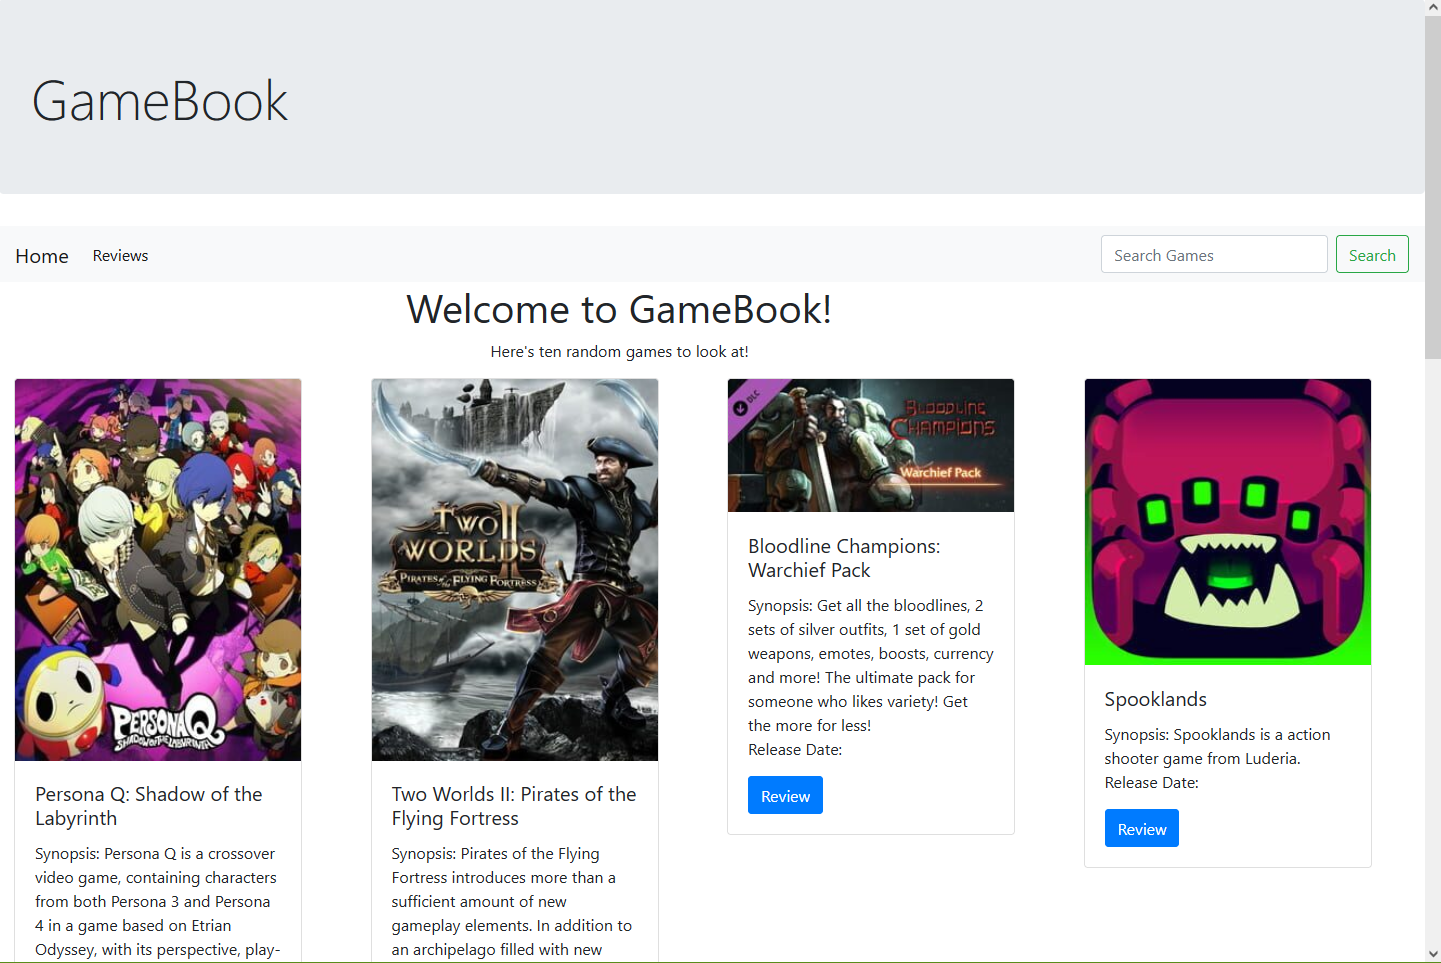 GameBook
Home
Reviews
Search Games
Search
Welcome to GameBook!
Here's ten random games to look at!
PERSONA Q
SHADOW OF THE LABYRINTH
Persona Q: Shadow of the
Labyrinth
Synopsis: Persona Q is a crossover
video game, containing characters
from both Persona 3 and Persona
4 in a game based on Etrian
Odyssey, with its perspective, play-
TWO
WORLDS II
PIRATES of the FLYING FORTRESS
Two Worlds II: Pirates of the
Flying Fortress
Synopsis: Pirates of the Flying
Fortress introduces more than a
sufficient amount of new
gameplay elements. In addition to
an archipelago filled with new
DLC
BLOODLINE
CHAMPIONS
Warchief Pack
Bloodline Champions:
Warchief Pack
Synopsis: Get all the bloodlines, 2
sets of silver outfits, 1 set of gold
weapons, emotes, boosts, currency
and more! The ultimate pack for
someone who likes variety! Get
the more for less!
Release Date:
Review
Spooklands
Synopsis: Spooklands is a action
shooter game from Luderia.
Release Date:
Review